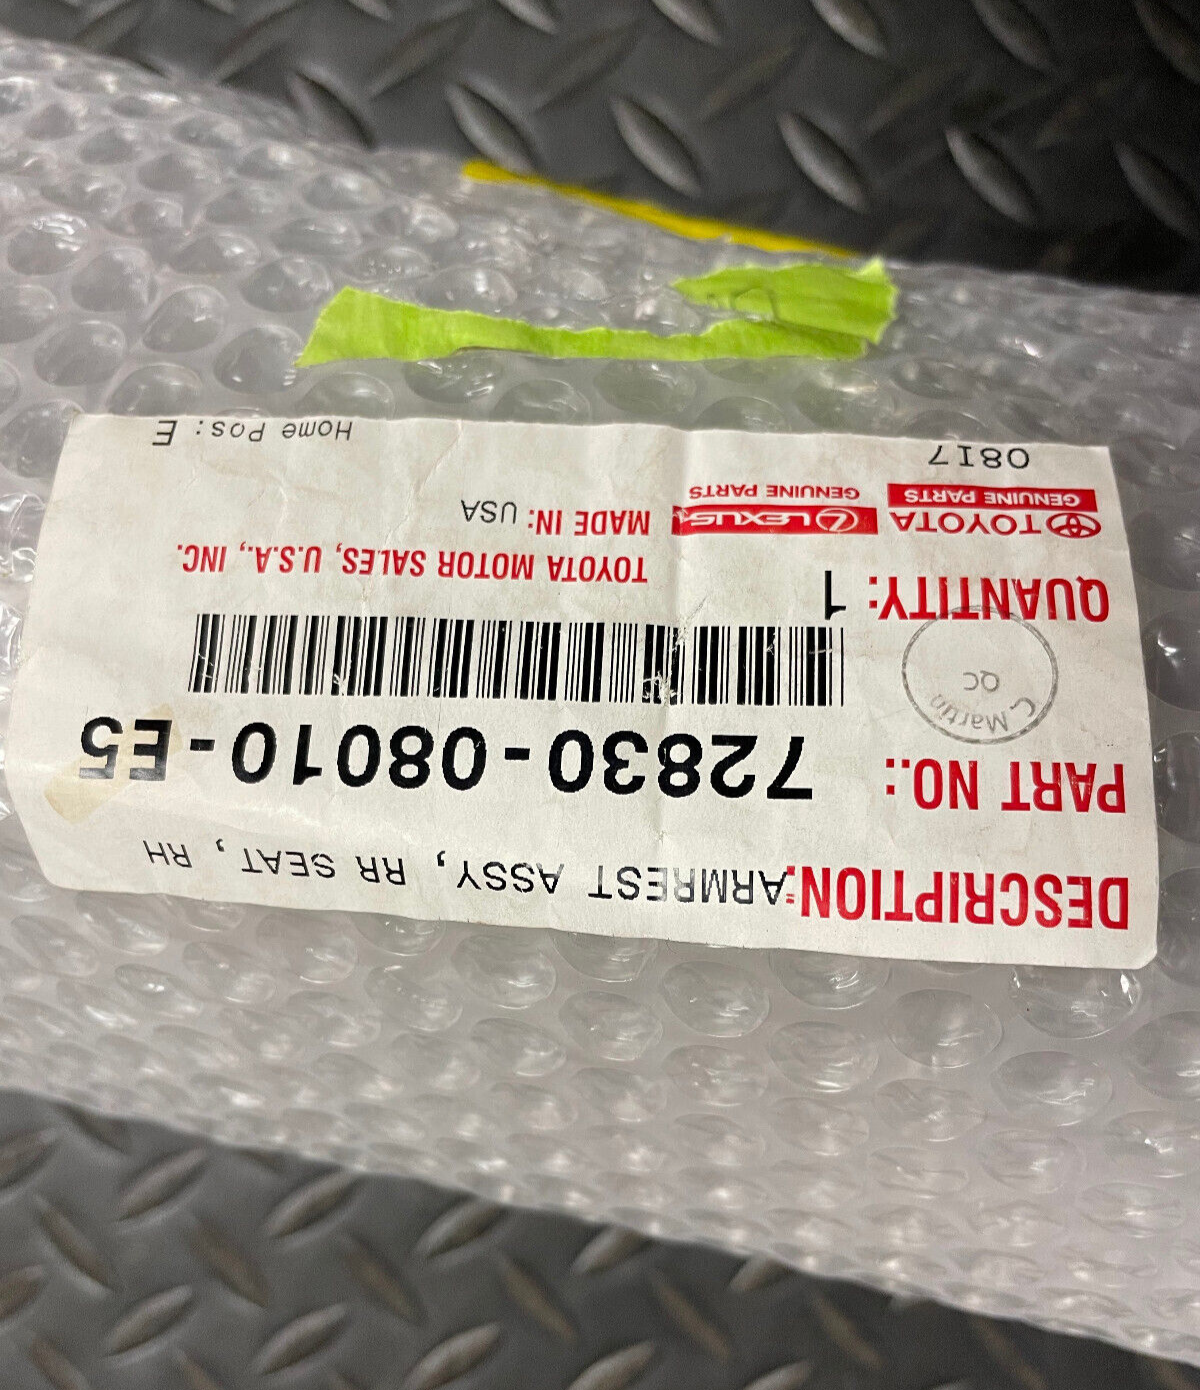 DESCRIPTION: ARMREST ASSY, RR SEAT, RH
PART NO.: 72830-08010-E5
C. Martin
QC
QUANTITY: 1
TOYOTA MOTOR SALES, U.S.A., INC.
TOYOTA LEXUS MADE IN: USA
GENUINE PARTS GENUINE PARTS
0817
Home Pos: E